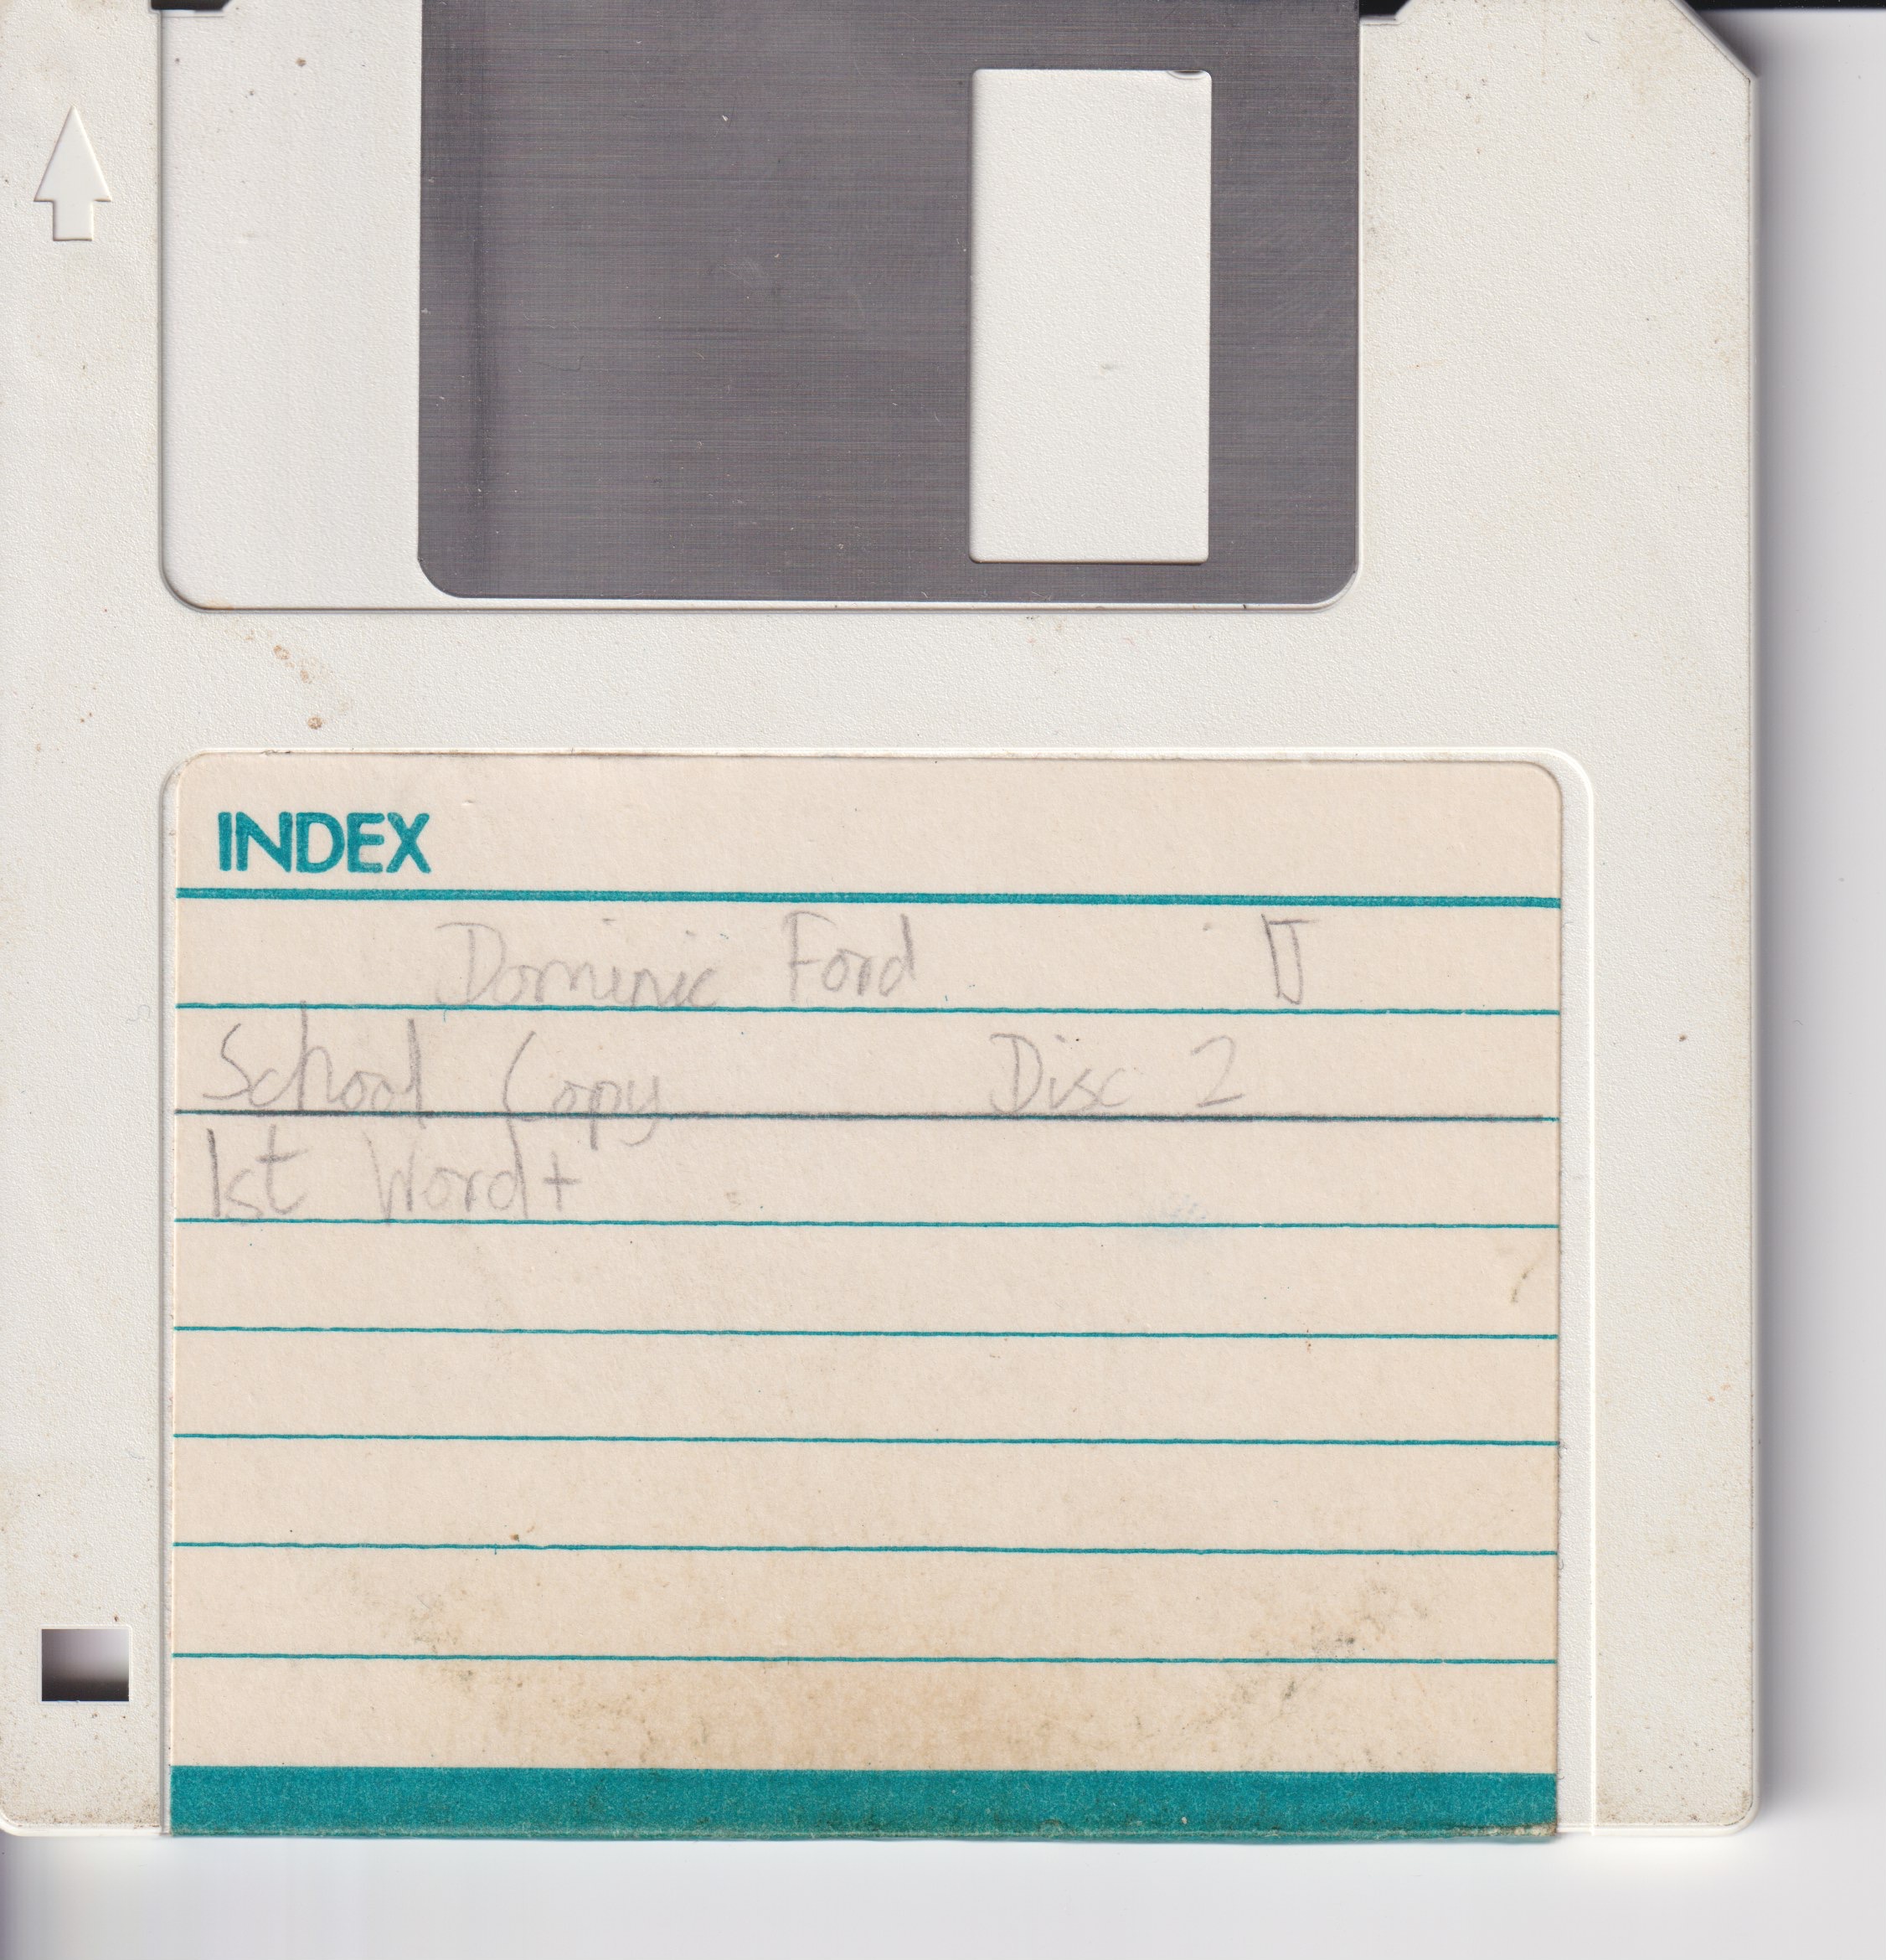 INDEX
Dominic Ford
School Copy Disc 2
1st Word+